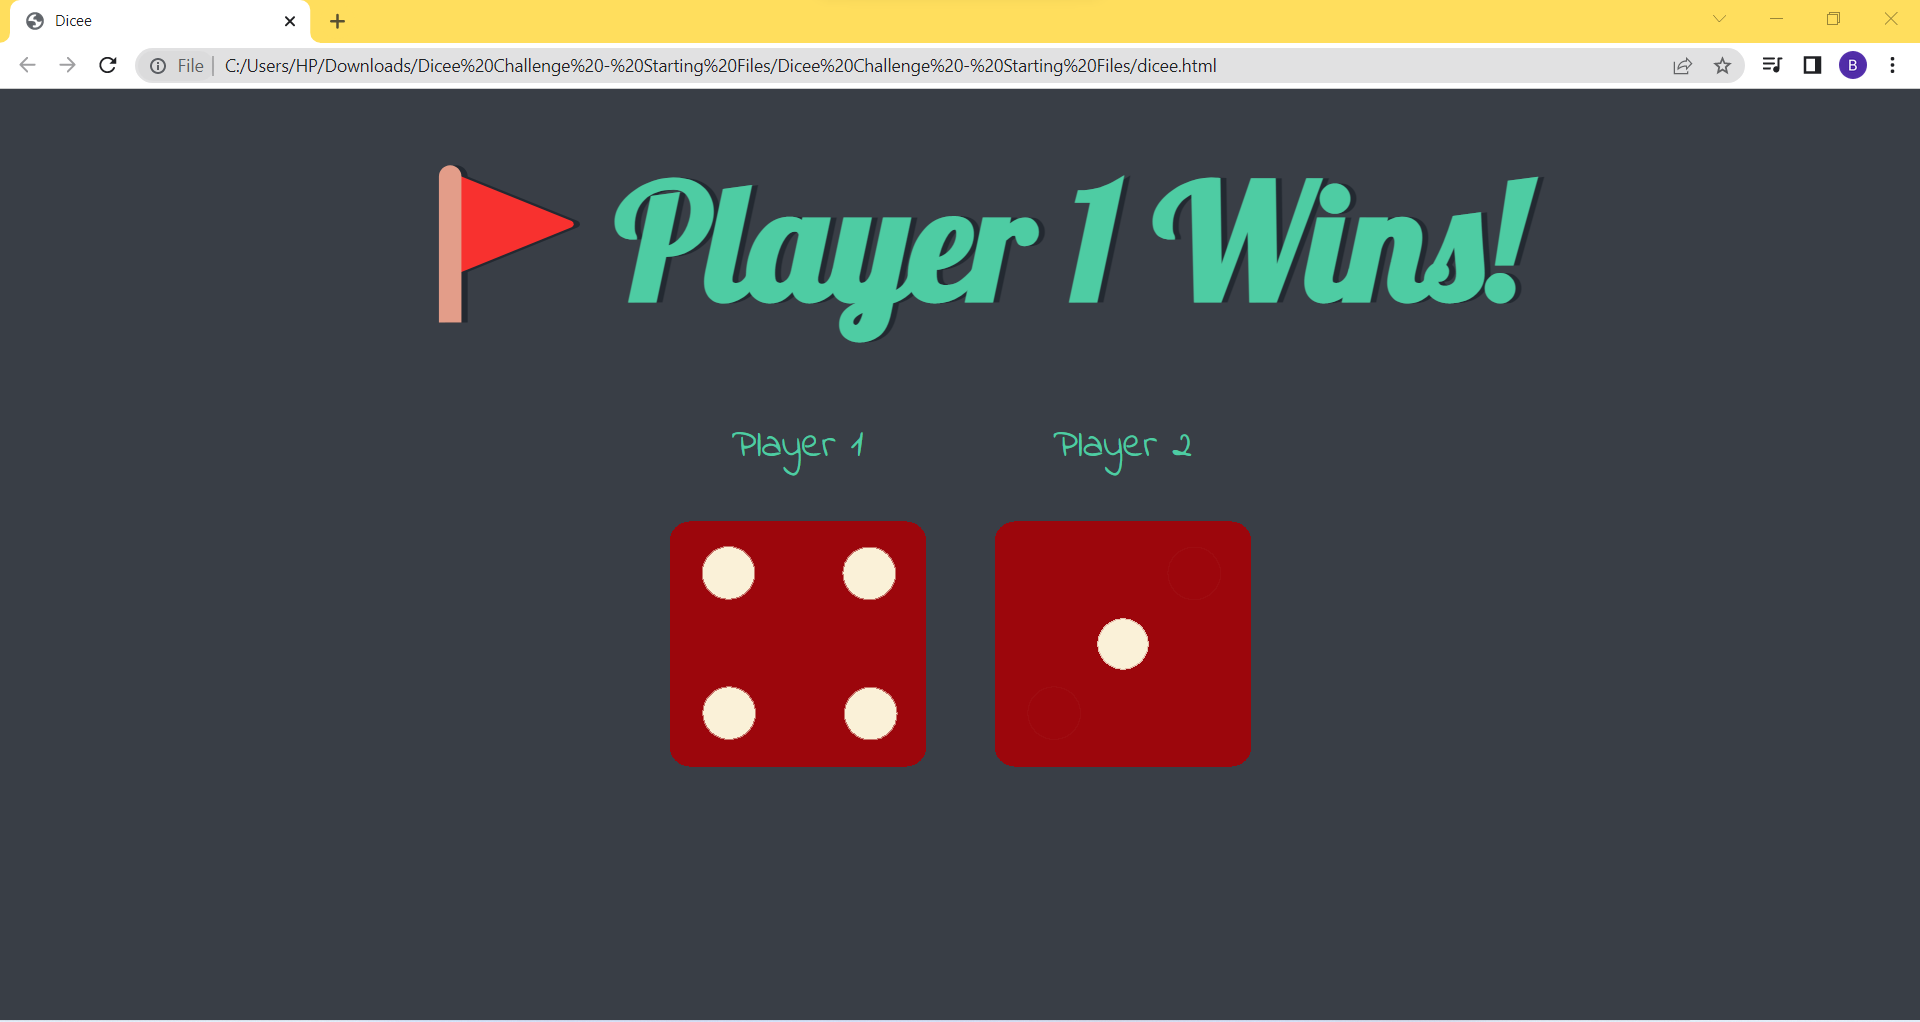 Dicee
File | C:/Users/HP/Downloads/Dicee%20Challenge%20-%20Starting%20Files/Dicee%20Challenge%20-%20Starting%20Files/dicee.html
B
Player 1 Wins!
Player 1
Player 2